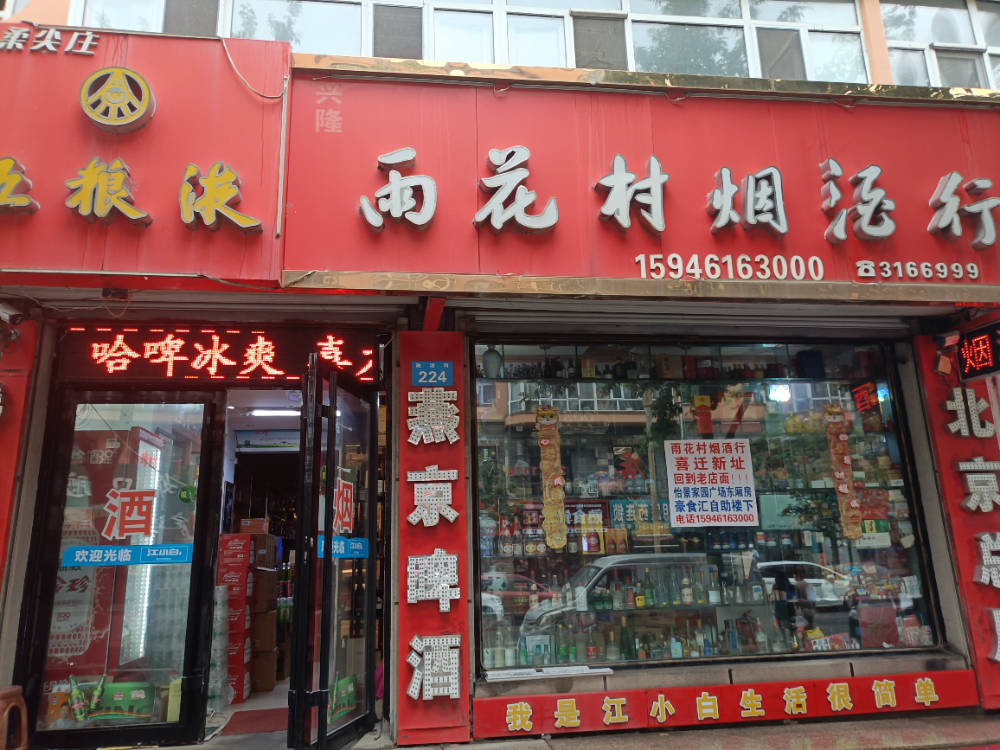 柔尖庄
五粮液
兴隆
雨花村烟酒行
15946163000
☎3166999
哈啤冰爽
224
燕京啤酒
酒
烟
欢迎光临
江小白
雨花村烟酒行
喜迁新址
回到老店面!!!
怡景家园广场东厢房
豪食汇自助楼下
电话15946163000
烟
北京
我是江小白生活很简单